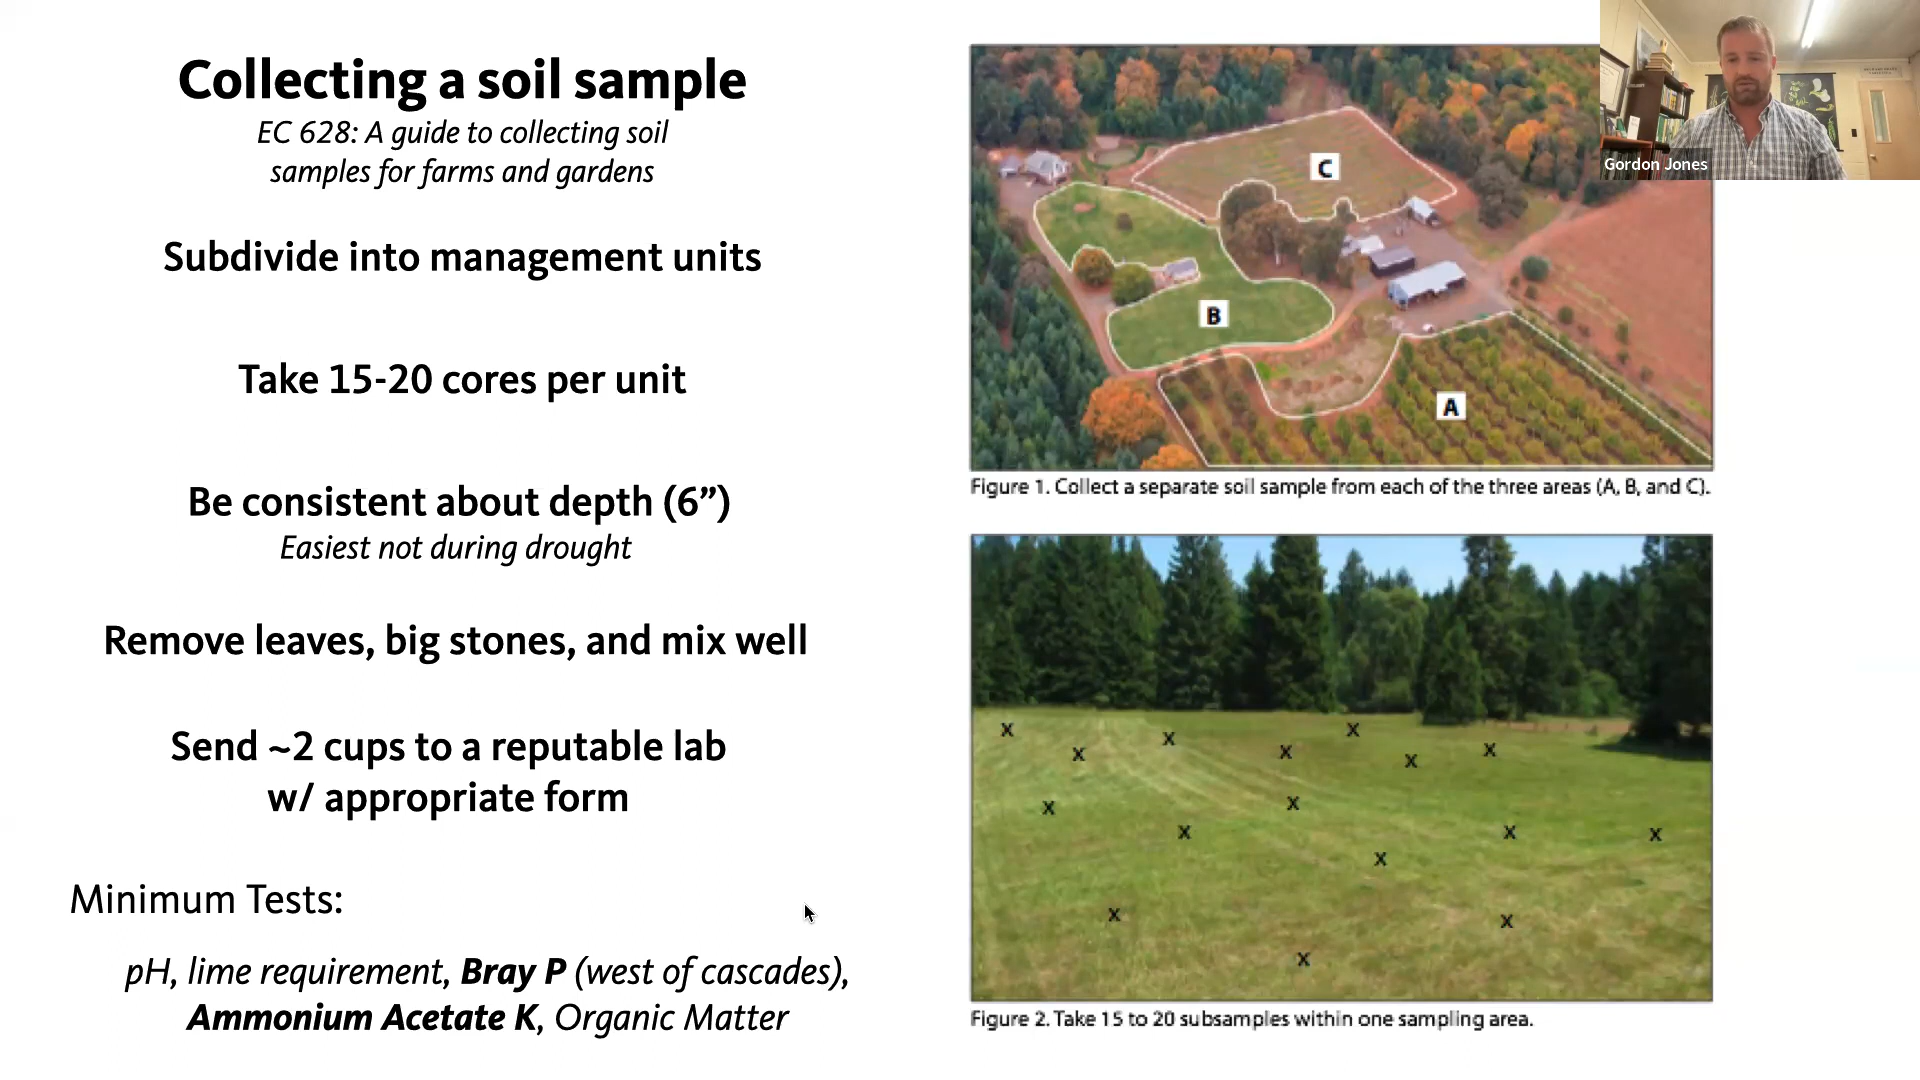 Collecting a soil sample
EC 628: A guide to collecting soil
samples for farms and gardens
Subdivide into management units
Take 15-20 cores per unit
Be consistent about depth (6”)
Easiest not during drought
Remove leaves, big stones, and mix well
Send ~2 cups to a reputable lab
w/ appropriate form
Minimum Tests:
pH, lime requirement, Bray P (west of cascades),
Ammonium Acetate K, Organic Matter
C
B
A
Figure 1. Collect a separate soil sample from each of the three areas (A, B, and C).
X X X X X X X
X X X X X X
X X X
Figure 2. Take 15 to 20 subsamples within one sampling area.
Gordon Jones